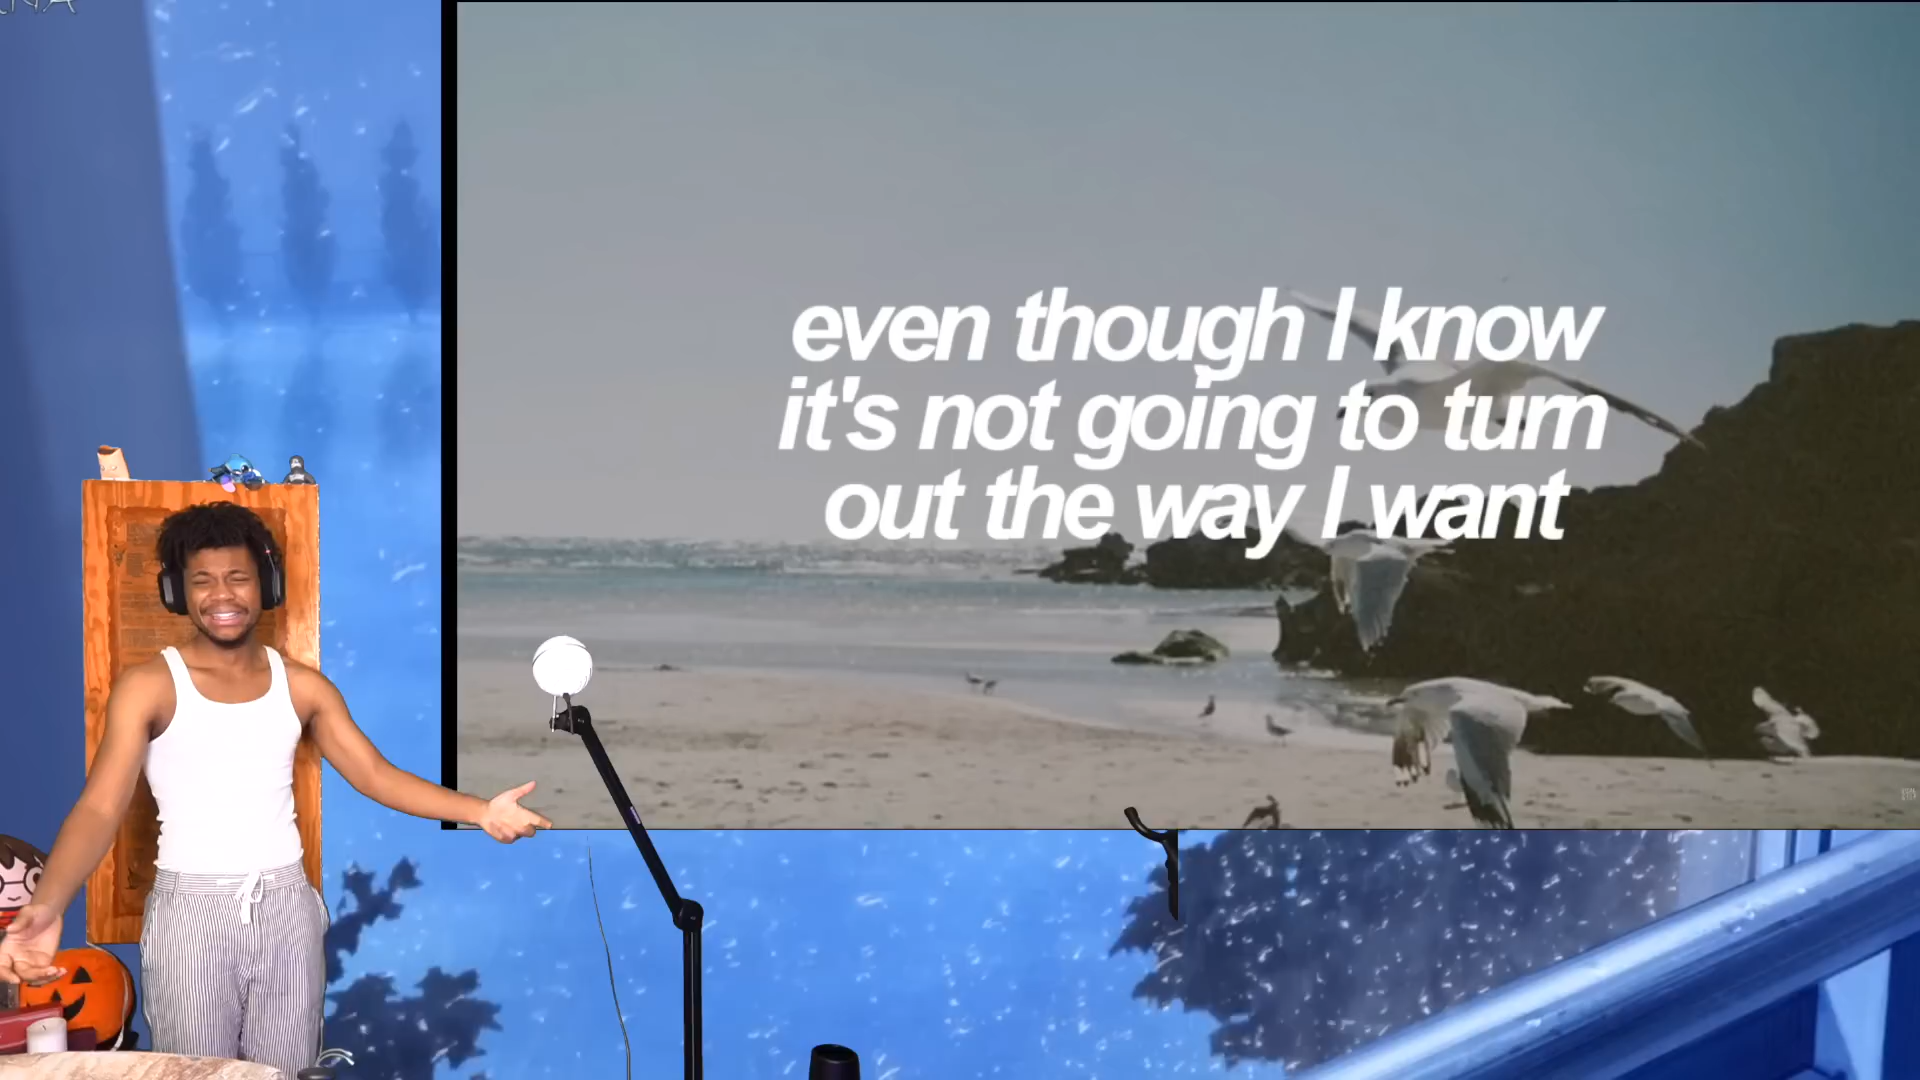 even though I know
it's not going to turn
out the way I want